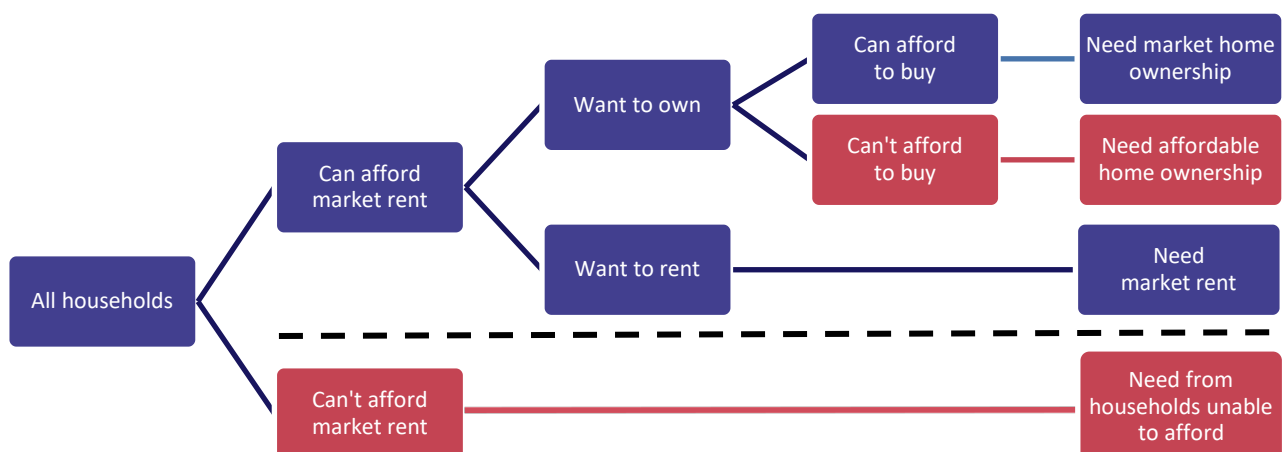 Can afford
to buy
Need market home
ownership
Want to own
Can't afford
to buy
Need affordable
home ownership
Can afford
market rent
Want to rent
Need
market rent
All households
Can't afford
market rent
Need from
households unable
to afford